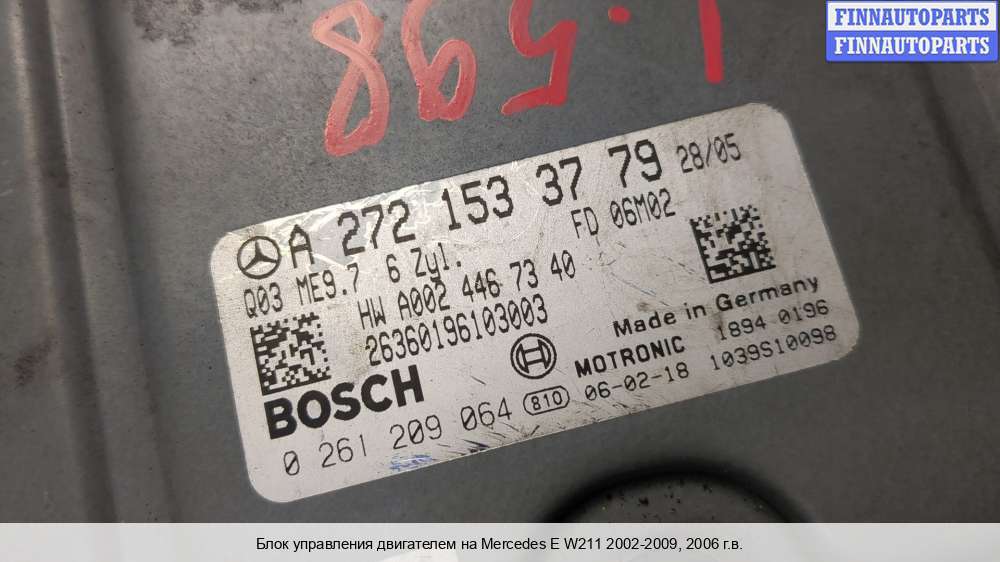 FINNAUTOPARTS
FINNAUTOPARTS
1.598
A 272 153 37 79 28/05
Q03 ME9.7 6 Zyl. FD 06M02
HW A002 446 73 40
26360196103003
Made in Germany
BOSCH MOTRONIC 1894 0196
0 261 209 064 810 06-02-18 1039S10098
Блок управления двигателем на Mercedes E W211 2002-2009, 2006 г.в.